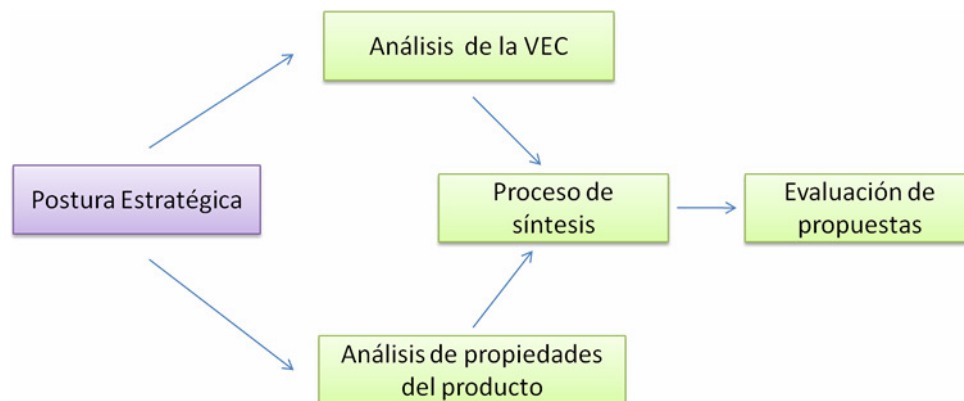 Análisis de la VEC
Postura Estratégica
Proceso de
síntesis
Evaluación de
propuestas
Análisis de propiedades
del producto